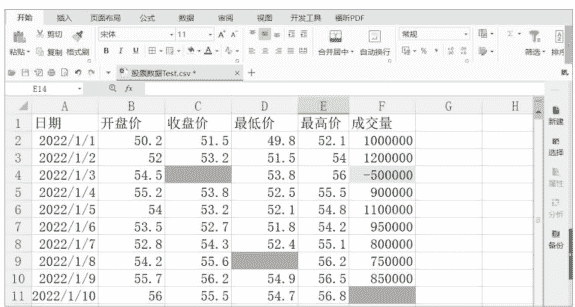 开始 插入 页面布局 公式 数据 审阅 视图 开发工具 福昕PDF
剪切 宋体 11 常规
粘贴 复制 格式刷 B I U 合并居中 自动换行 筛选 排序
股票数据Test.csv *
E14 fx
A B C D E F G H
1 日期 开盘价 收盘价 最低价 最高价 成交量
2 2022/1/1 50.2 51.5 49.8 52.1 1000000
3 2022/1/2 52 53.2 51.5 54 1200000
4 2022/1/3 54.5 53.8 56 -500000
5 2022/1/4 55.2 53.8 52.5 55.5 900000
6 2022/1/5 54 53.2 52.1 54.8 1100000
7 2022/1/6 53.5 52.7 51.8 54.2 950000
8 2022/1/7 52.8 54.3 52.4 55.1 800000
9 2022/1/8 54.2 55.6 56.2 750000
10 2022/1/9 55.7 56.2 54.9 56.5 850000
11 2022/1/10 56 55.5 54.7 56.8
新建
选择
属性
分析
备份